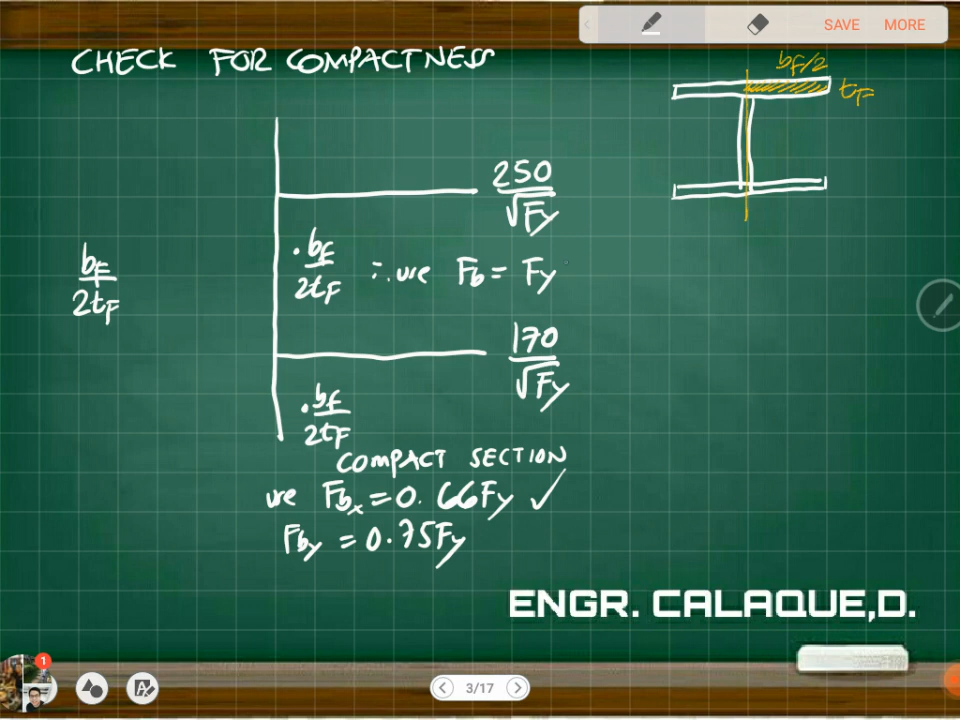 SAVE MORE
CHECK FOR COMPACTNESS
bF/2
tF
250
√Fy
bF
2tF
. bF
2tF
∴ use Fb = Fy
170
√Fy
. bF
2tF
COMPACT SECTION
use Fbx = 0.66Fy ✓
Fby = 0.75Fy
ENGR. CALAQUE,D.
1
A
3/17